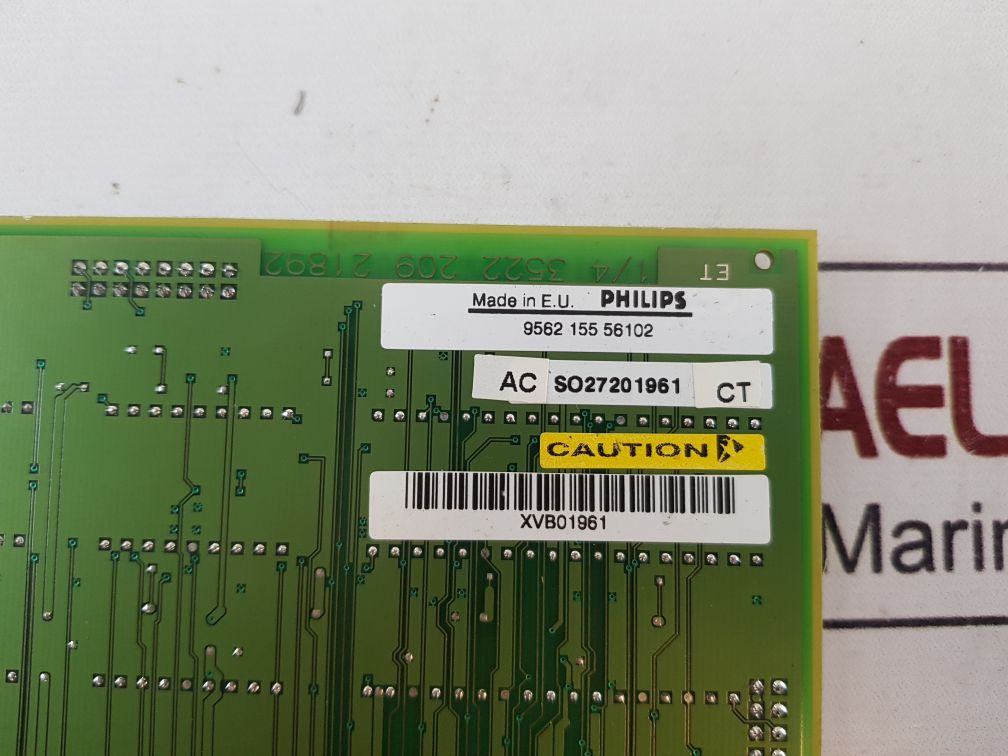 1/4 3522 209 21892
ET
Made in E.U. PHILIPS
9562 155 56102
AC SO27201961 CT
CAUTION
XVB01961
AEL
Marin